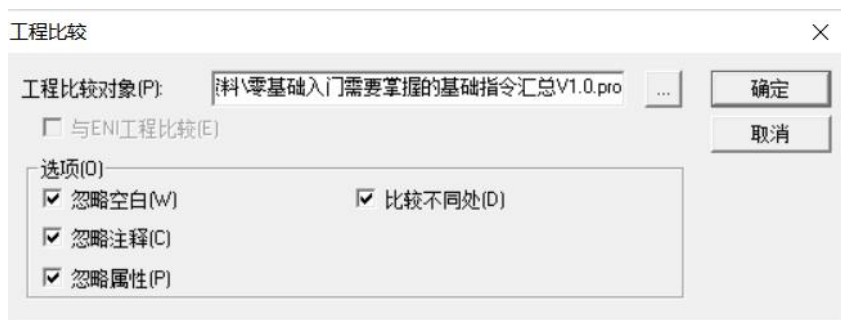 工程比较
工程比较对象(P): 料\零基础入门需要掌握的基础指令汇总V1.0.pro ... 确定
与ENI工程比较(E) 取消
选项(O)
忽略空白(W) 比较不同处(D)
忽略注释(C)
忽略属性(P)